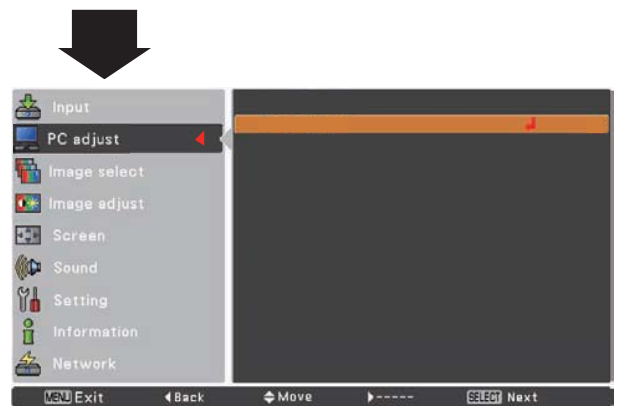 Input
PC adjust
Image select
Image adjust
Screen
Sound
Setting
Information
Network
MENU Exit ◀Back ◆Move ▶----- SELECT Next